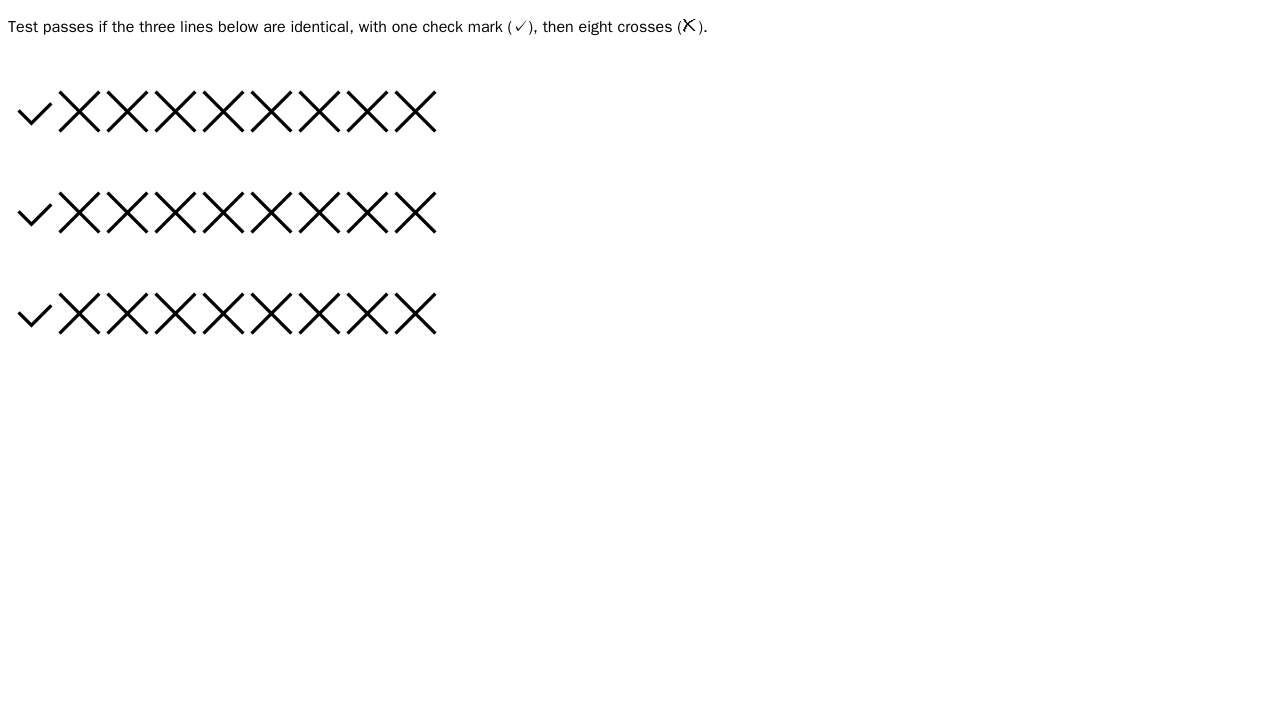 Test passes if the three lines below are identical, with one check mark (✓), then eight crosses (✗).
✓✗✗✗✗✗✗✗✗
✓✗✗✗✗✗✗✗✗
✓✗✗✗✗✗✗✗✗